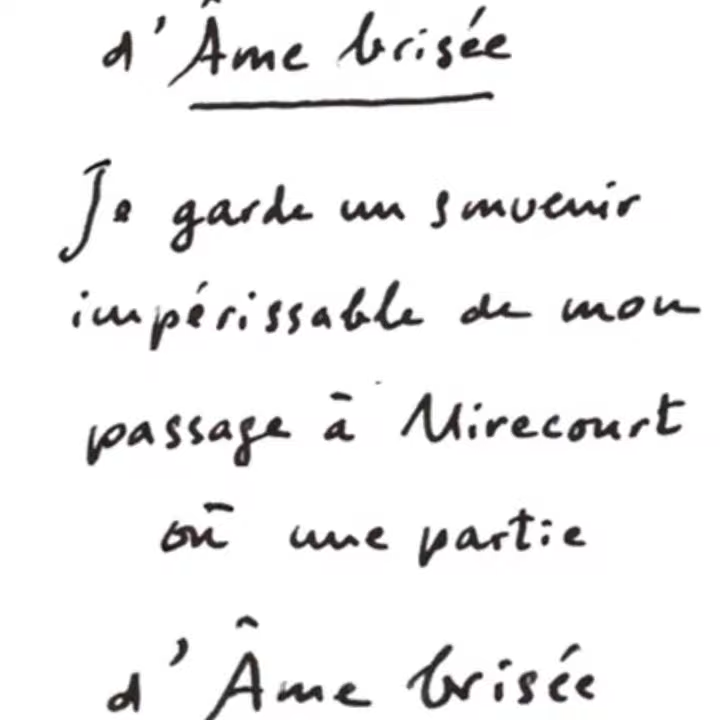 d'Âme brisée
Je garde un souvenir
impérissable de mon
passage à Mirecourt
où une partie
d'Âme brisée